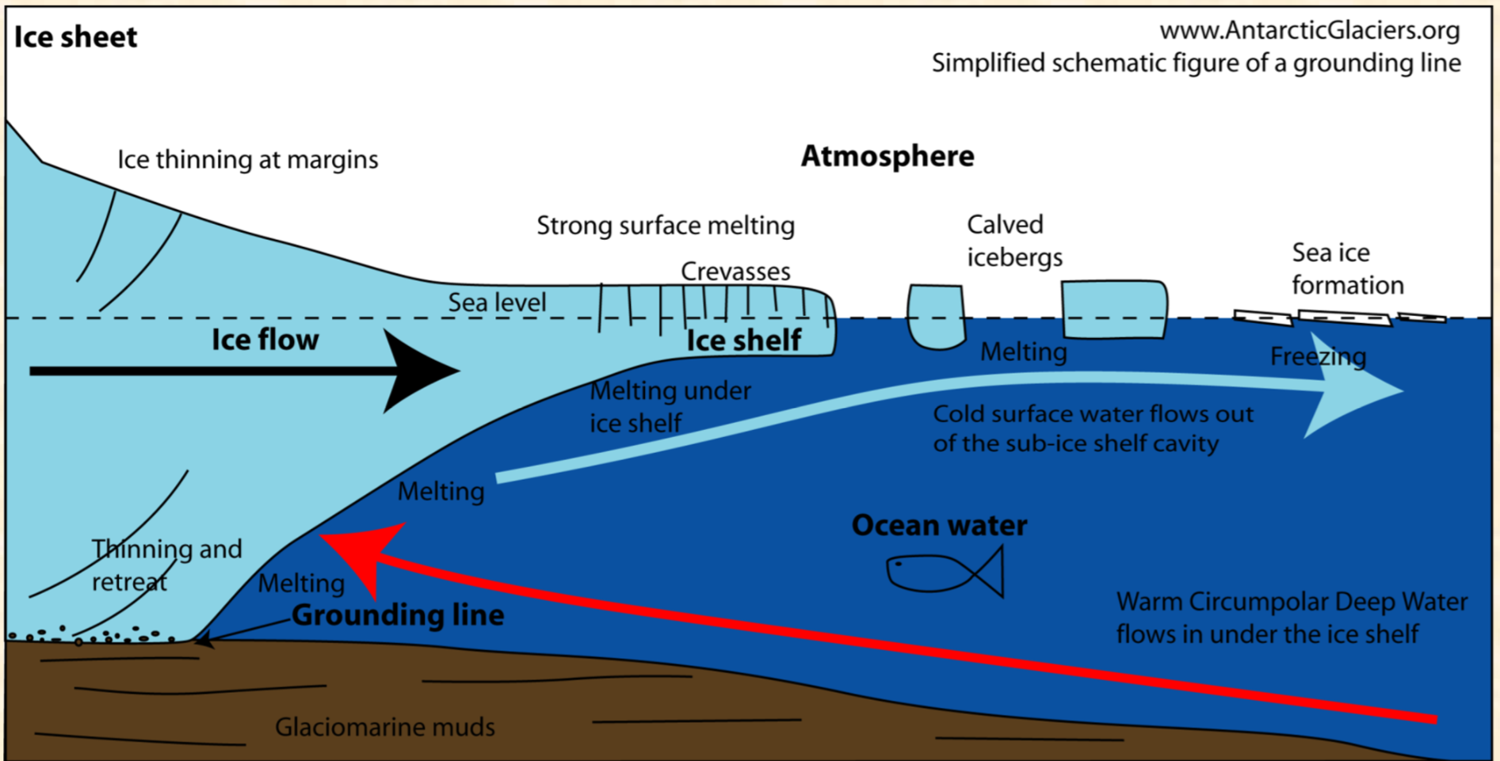 Ice sheet
www.AntarcticGlaciers.org
Simplified schematic figure of a grounding line
Ice thinning at margins
Atmosphere
Strong surface melting
Calved
icebergs
Crevasses
Sea ice
formation
Sea level
Ice flow
Ice shelf
Melting
Freezing
Melting under
ice shelf
Cold surface water flows out
of the sub-ice shelf cavity
Melting
Ocean water
Thinning and
retreat
Melting
Grounding line
Warm Circumpolar Deep Water
flows in under the ice shelf
Glaciomarine muds